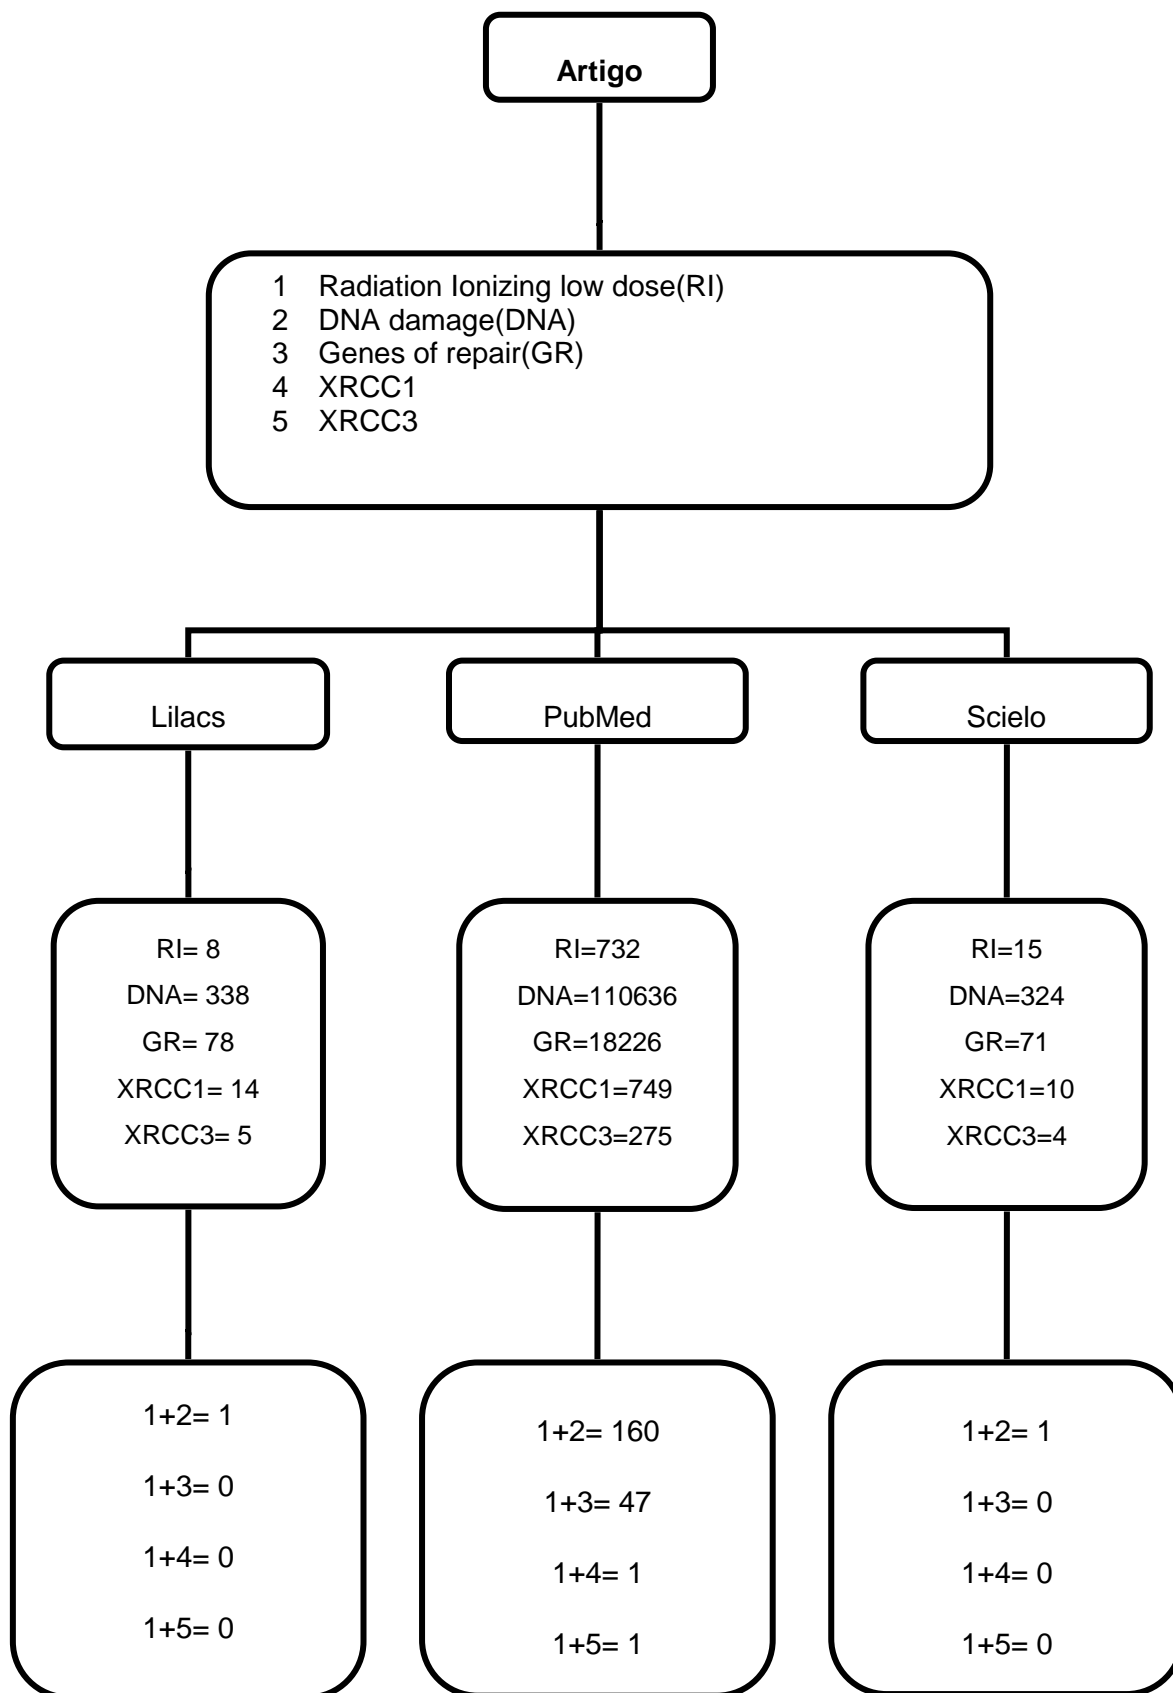 Artigo
1 Radiation Ionizing low dose(RI)
2 DNA damage(DNA)
3 Genes of repair(GR)
4 XRCC1
5 XRCC3
Lilacs
PubMed
Scielo
RI= 8
DNA= 338
GR= 78
XRCC1= 14
XRCC3= 5
RI=732
DNA=110636
GR=18226
XRCC1=749
XRCC3=275
RI=15
DNA=324
GR=71
XRCC1=10
XRCC3=4
1+2= 1
1+3= 0
1+4= 0
1+5= 0
1+2= 160
1+3= 47
1+4= 1
1+5= 1
1+2= 1
1+3= 0
1+4= 0
1+5= 0